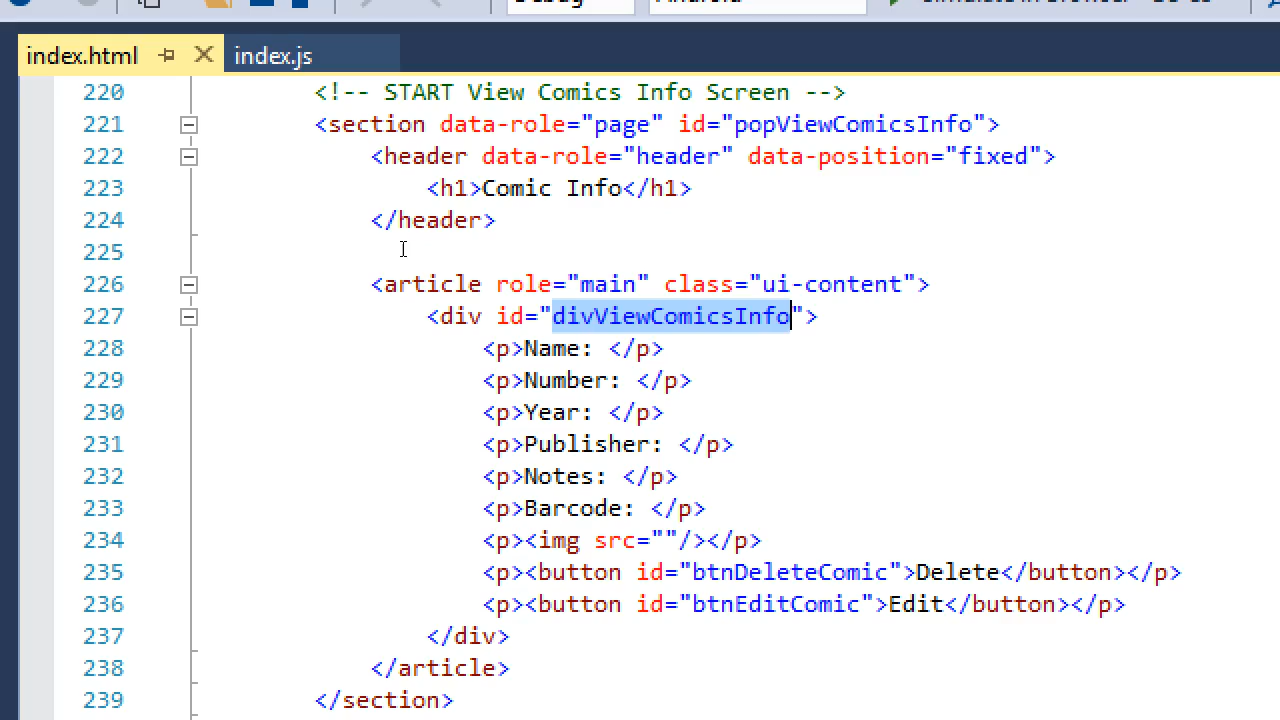 index.html
index.js
220 <!-- START View Comics Info Screen -->
221 <section data-role="page" id="popViewComicsInfo">
222 <header data-role="header" data-position="fixed">
223 <h1>Comic Info</h1>
224 </header>
225
226 <article role="main" class="ui-content">
227 <div id="divViewComicsInfo">
228 <p>Name: </p>
229 <p>Number: </p>
230 <p>Year: </p>
231 <p>Publisher: </p>
232 <p>Notes: </p>
233 <p>Barcode: </p>
234 <p><img src=""/></p>
235 <p><button id="btnDeleteComic">Delete</button></p>
236 <p><button id="btnEditComic">Edit</button></p>
237 </div>
238 </article>
239 </section>